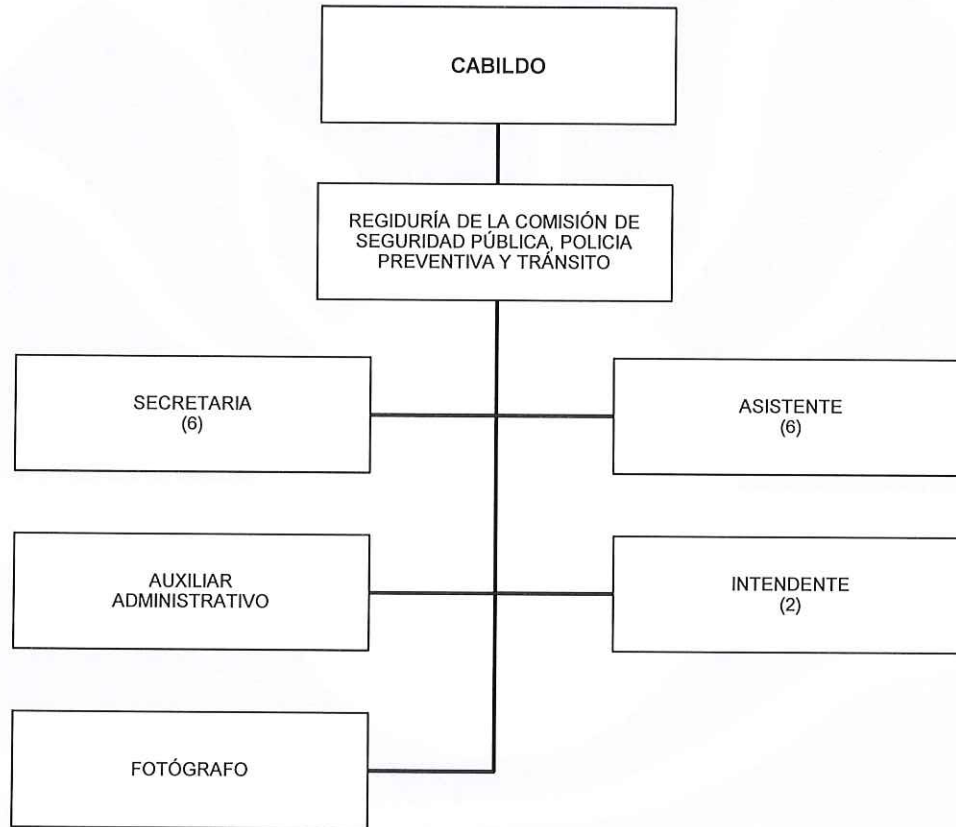 CABILDO
REGIDURÍA DE LA COMISIÓN DE
SEGURIDAD PÚBLICA, POLICIA
PREVENTIVA Y TRÁNSITO
SECRETARIA
(6)
ASISTENTE
(6)
AUXILIAR
ADMINISTRATIVO
INTENDENTE
(2)
FOTÓGRAFO